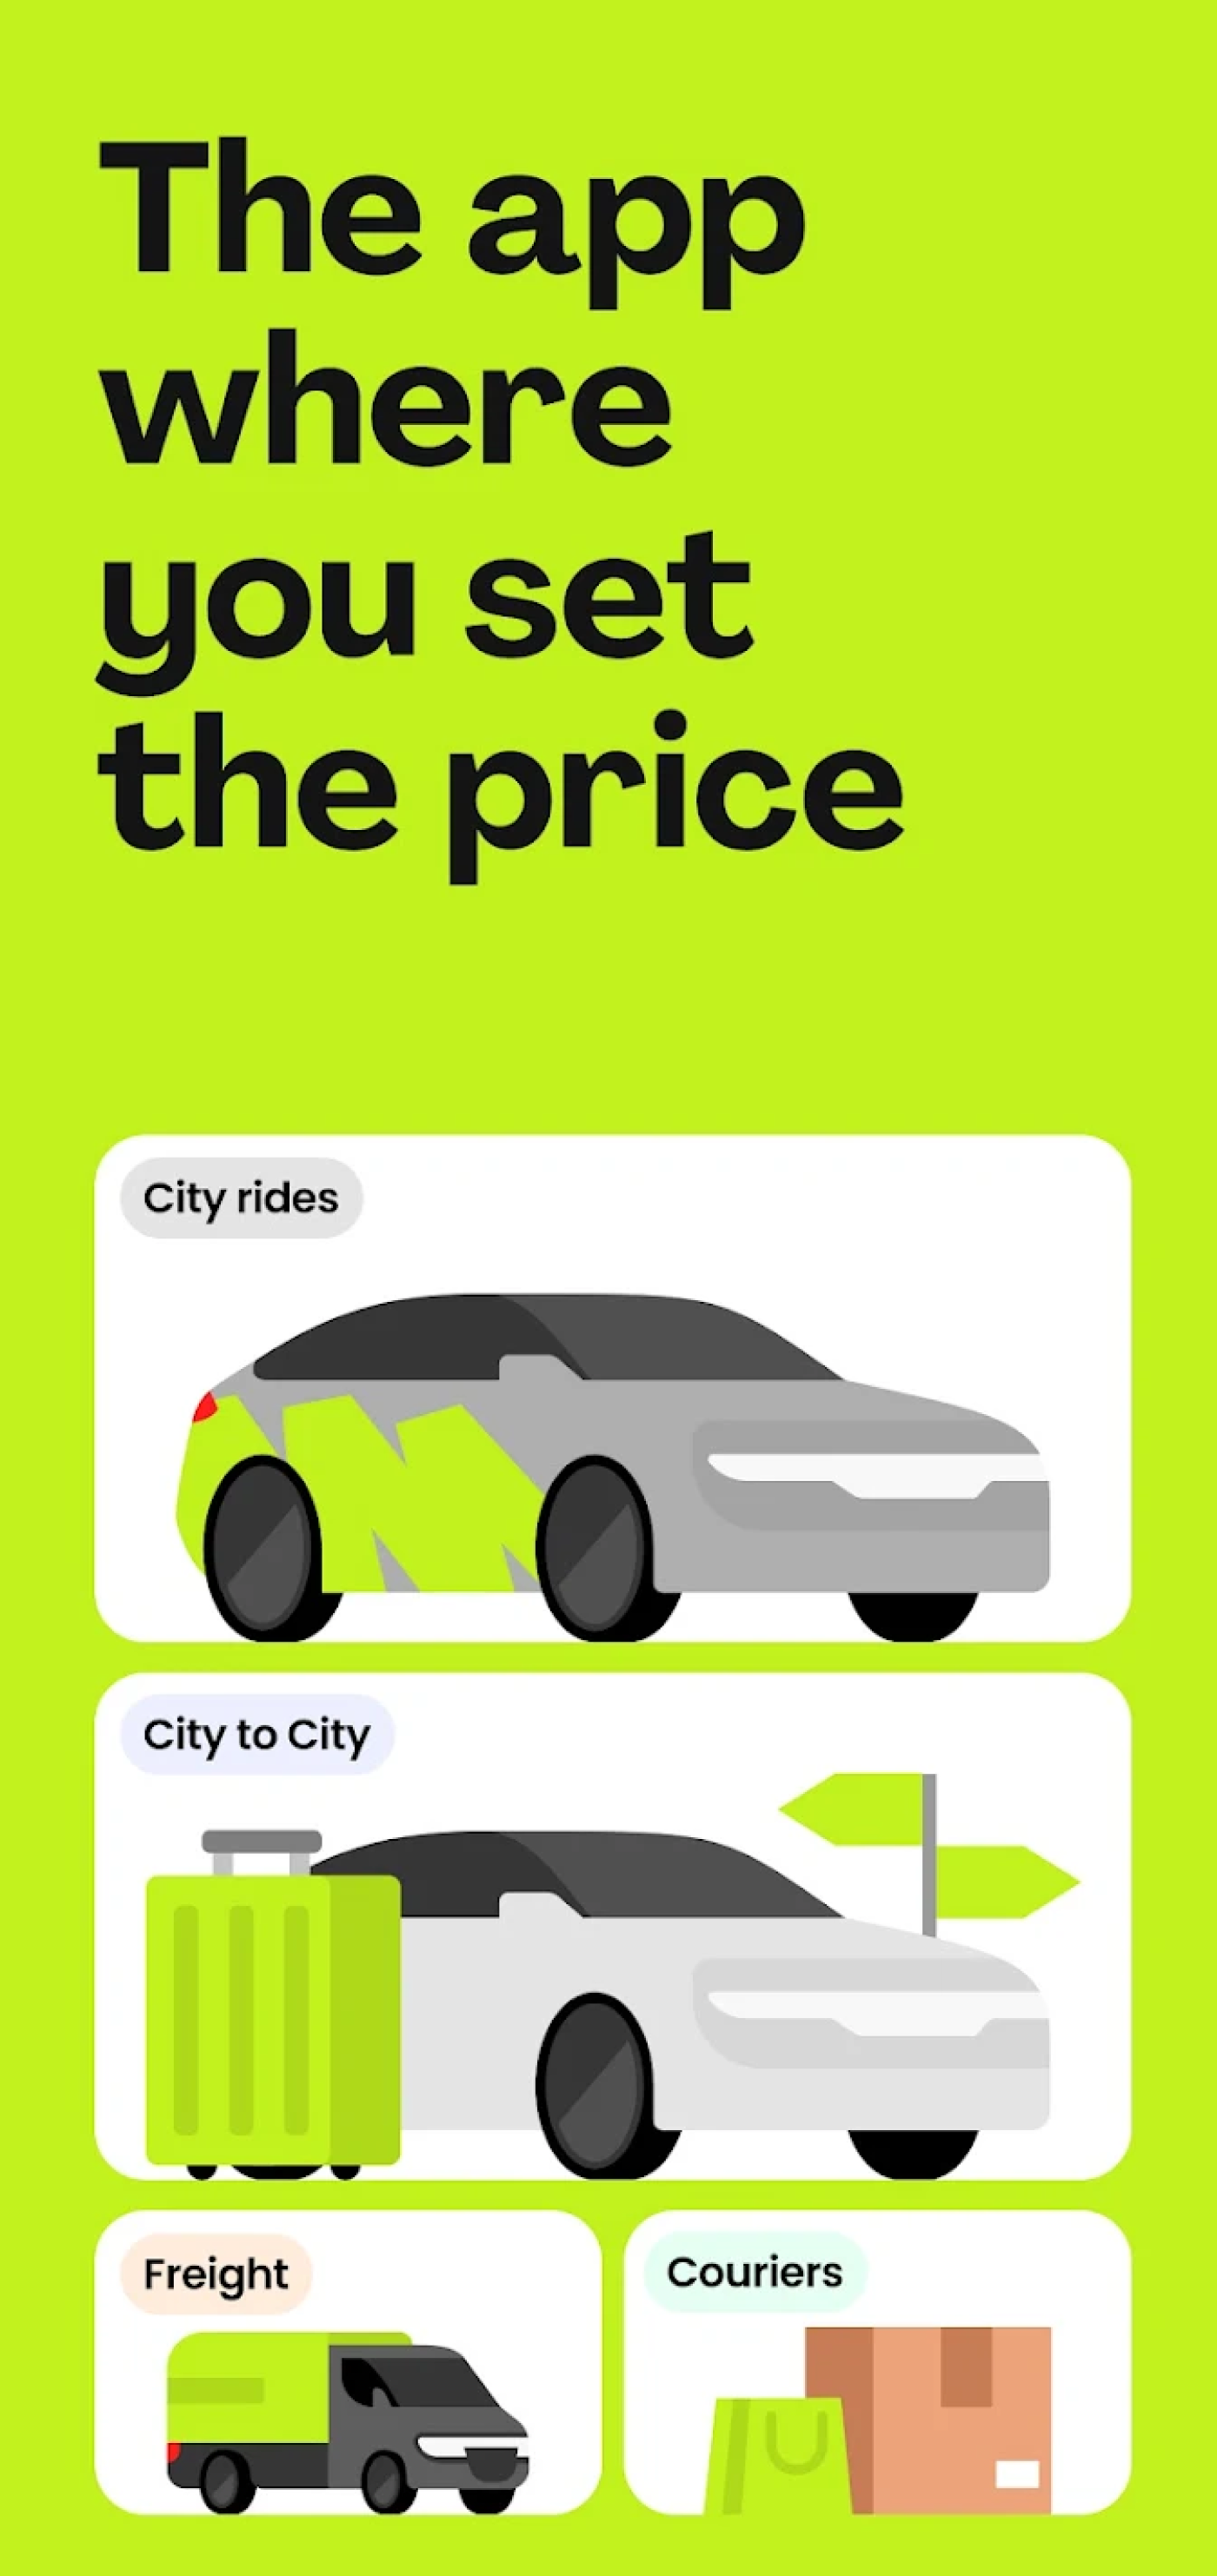 The app
where
you set
the price
City rides
City to City
Freight
Couriers